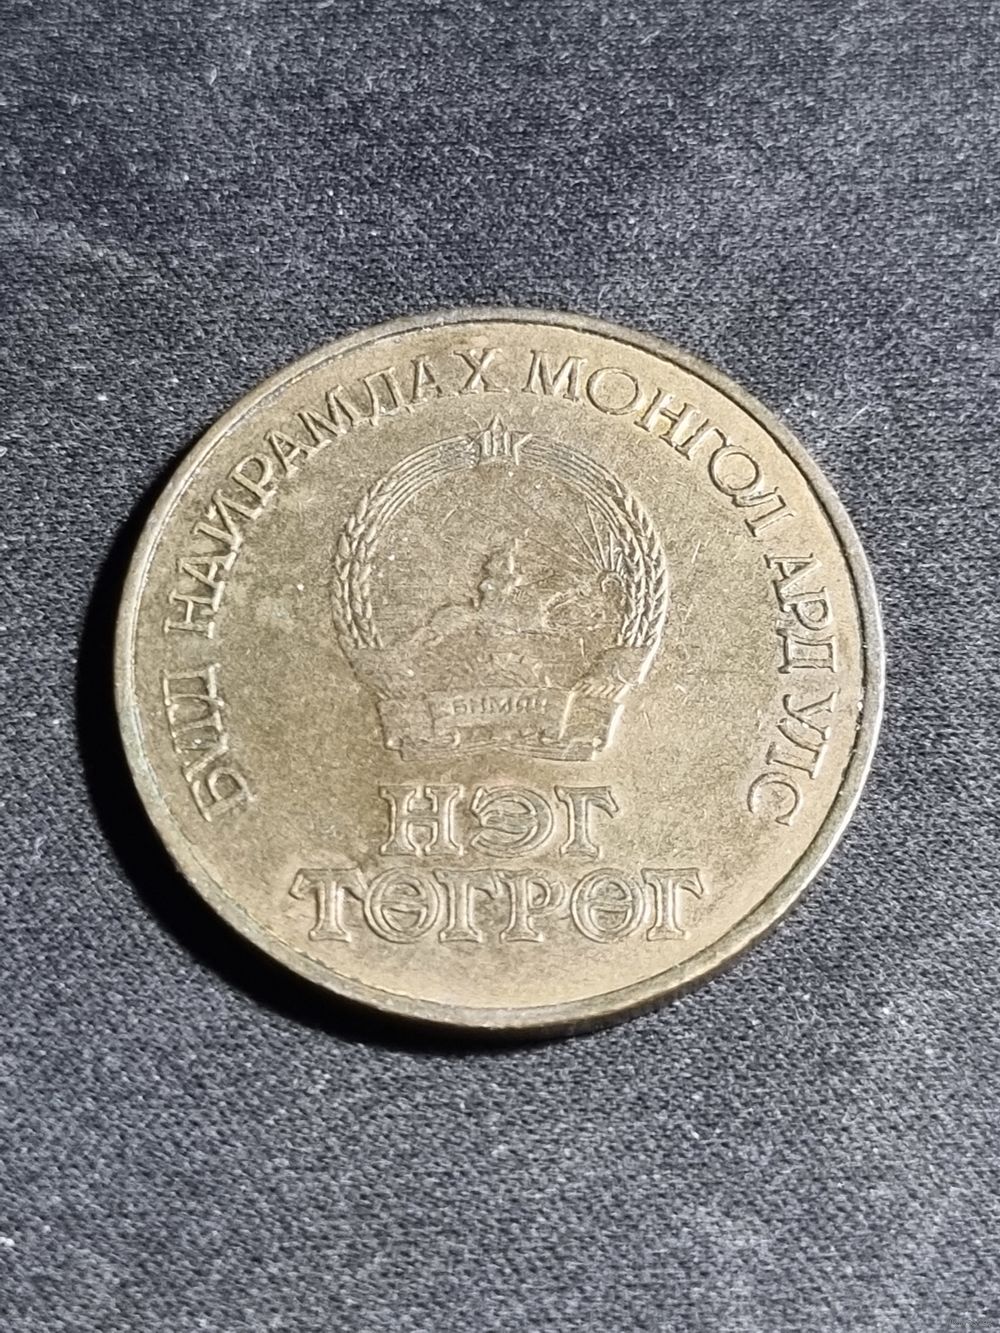 БҮГД НАЙРАМДАХ МОНГОЛ АРД УЛС
БНМАУ
НЭГ
ТӨГРӨГ